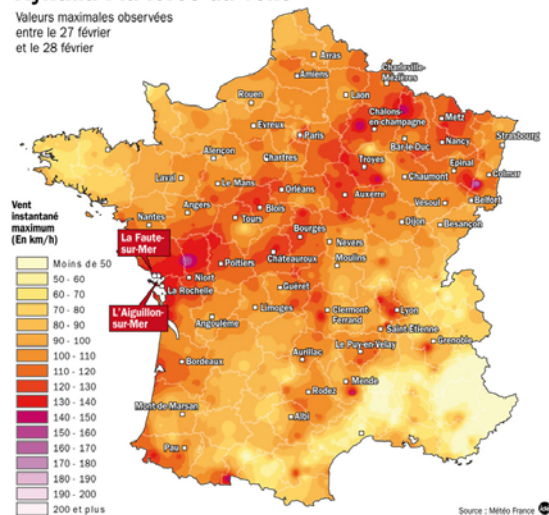 Valeurs maximales observées
entre le 27 février
et le 28 février
Arras
Charleville-
Mézières
Amiens
Laon
Rouen
Châlons
en-champagne
Metz
Evreux
Paris
Strasbourg
Bar-le-Duc
Nancy
Alençon
Chartres
Troyes
Epinal
Chaumont
Colmar
Laval
Le Mans
Orléans
Auxerre
Vesoul
Belfort
Vent
instantané
maximum
(En km/h)
Angers
Blois
Nantes
Tours
Dijon
Besançon
Bourges
La Faute-
sur-Mer
Nevers
Châteauroux
Moulins
Poitiers
Niort
La Rochelle
Guéret
L'Aiguillon-
sur-Mer
Limoges
Clermont-
Ferrand
Lyon
Angoulême
Saint-Étienne
Grenoble
Le Puy-en-Velay
Aurillac
Bordeaux
Mende
Rodez
Mont de Marsan
Albi
Pau
Moins de 50
50 - 60
60 - 70
70 - 80
80 - 90
90 - 100
100 - 110
110 - 120
120 - 130
130 - 140
140 - 150
150 - 160
160 - 170
170 - 180
180 - 190
190 - 200
200 et plus
Source : Météo France
ide